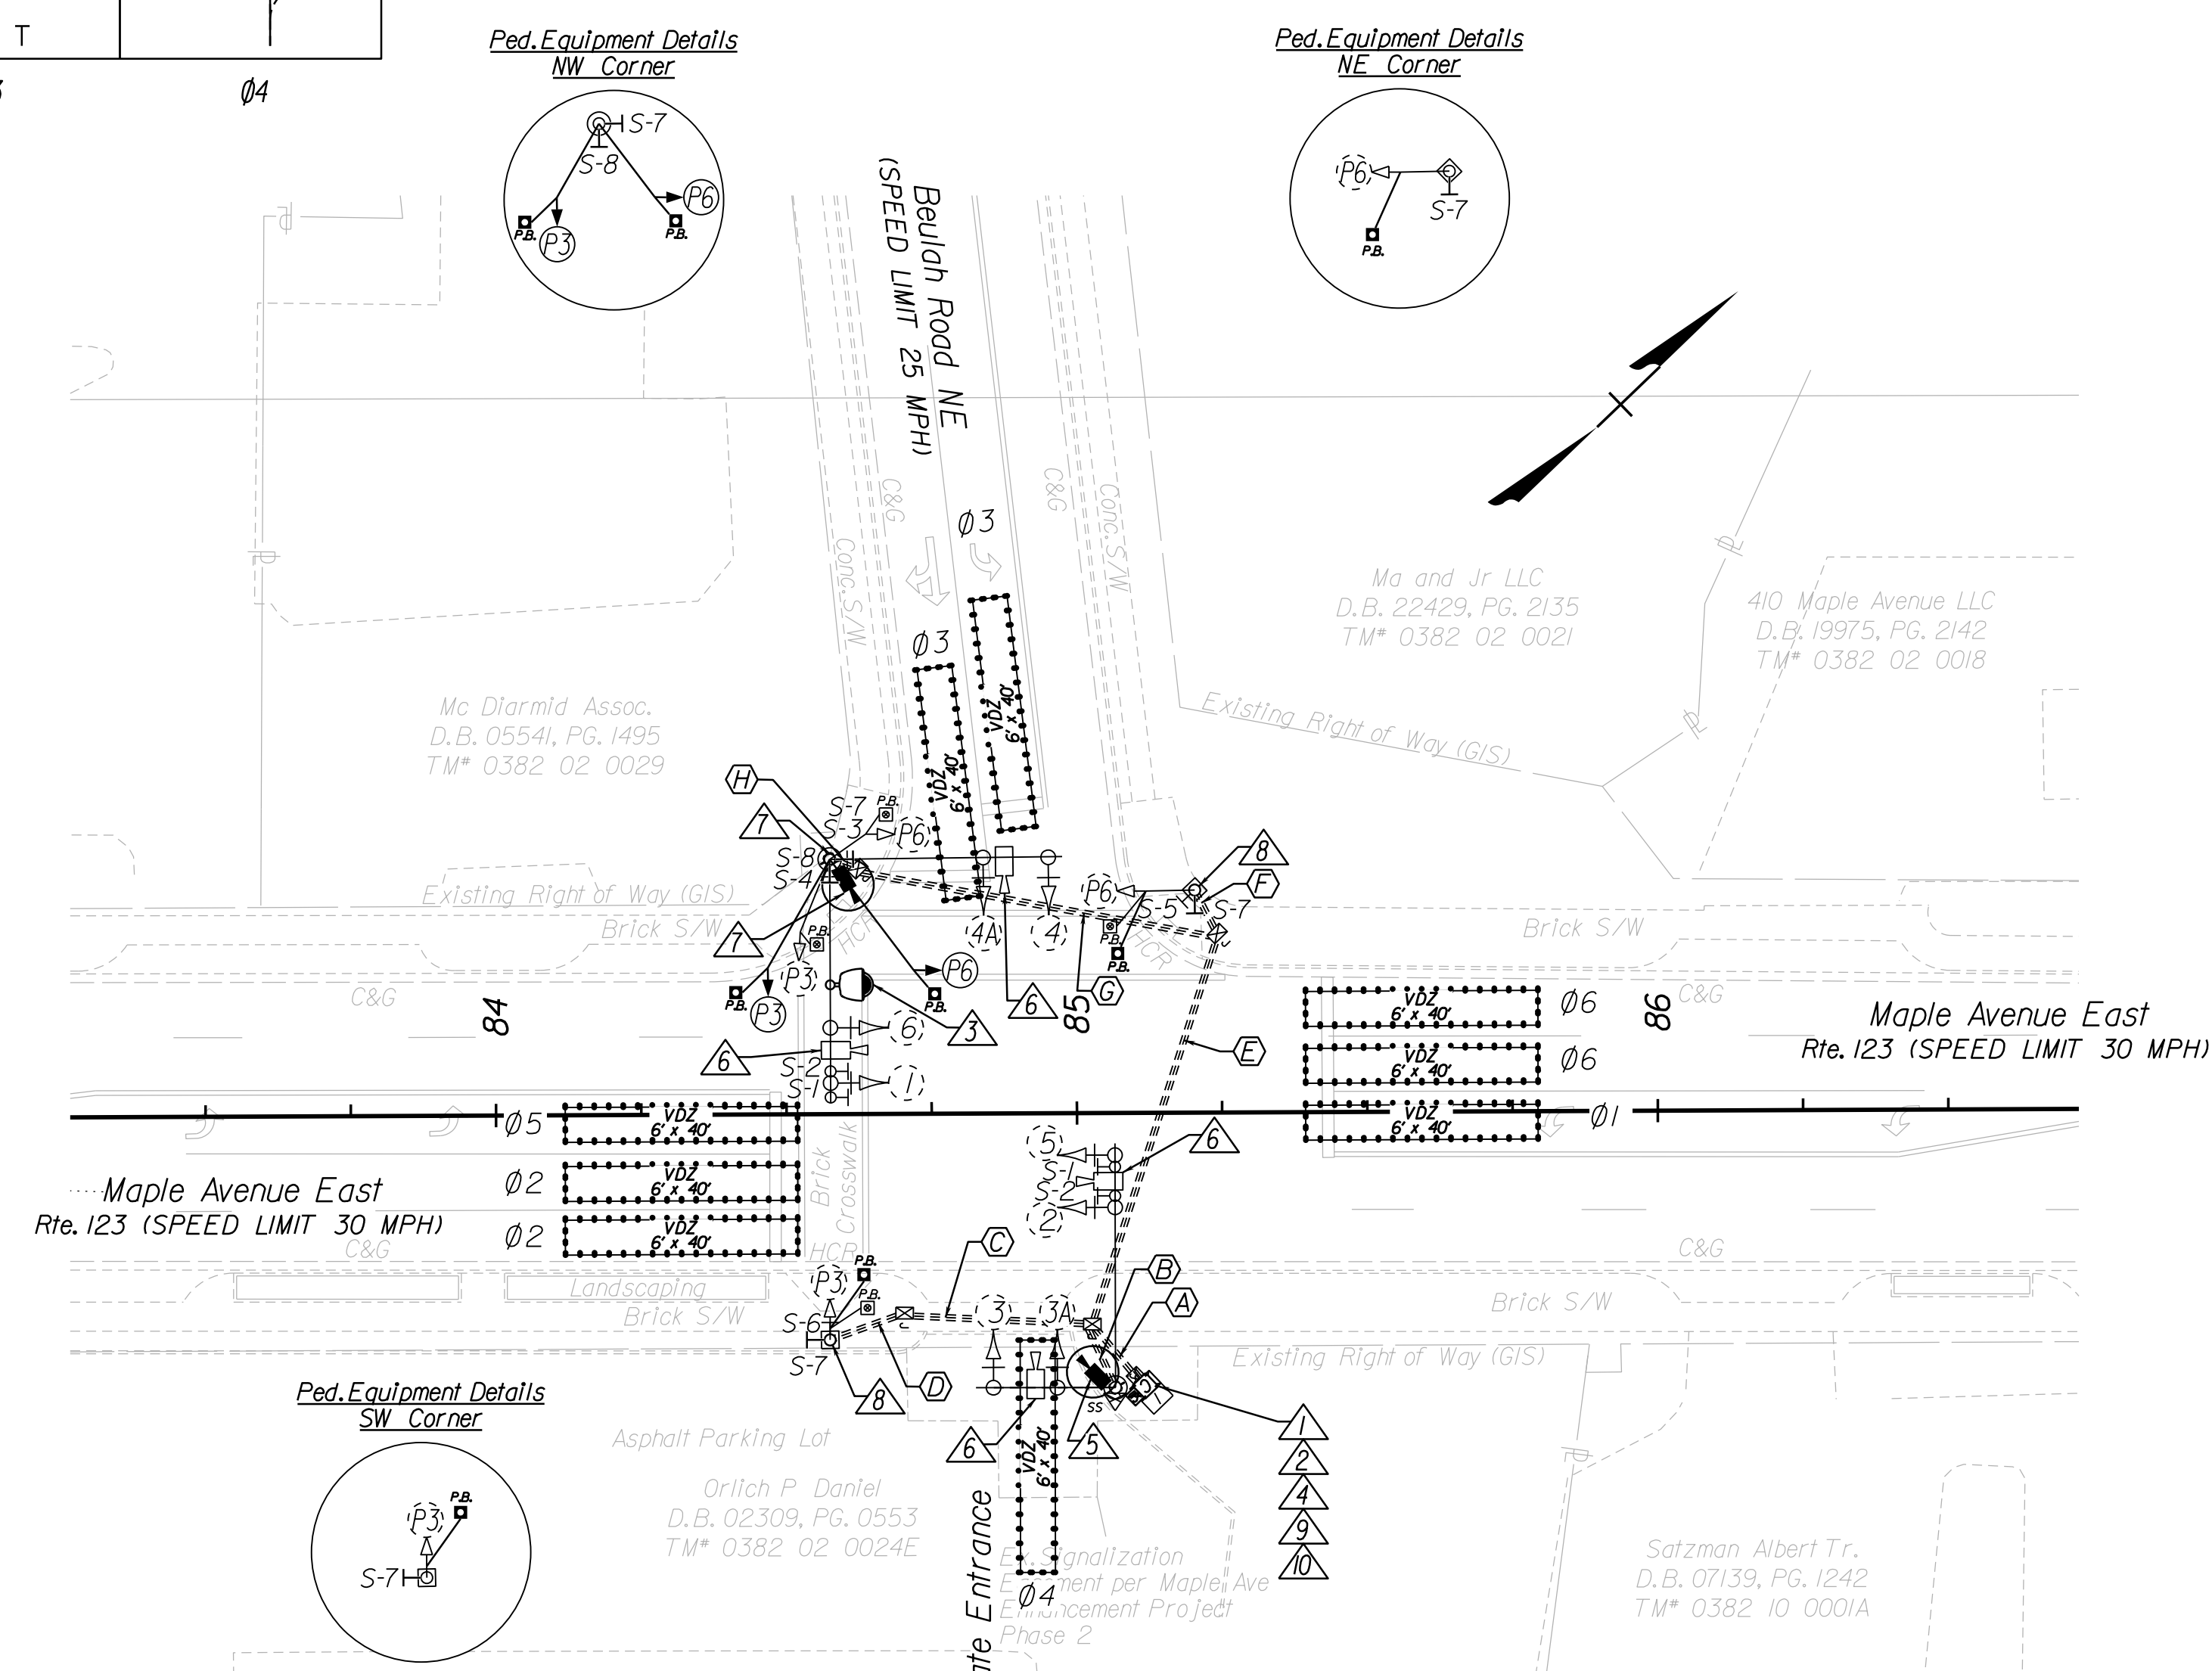 T
Ø4
Ped. Equipment Details
NW Corner
S-7
S-8
P6
P.B.
P.B.
P3
Ped. Equipment Details
NE Corner
P6
S-7
P.B.
Beulah Road NE
(SPEED LIMIT 25 MPH)
C&G
C&G
Conc. S/W
Conc. S/W
Ø3
Ø3
VDZ
6' x 40'
VDZ
6' x 40'
Ma and Jr LLC
D.B. 22429, PG. 2135
TM# 0382 02 0021
410 Maple Avenue LLC
D.B. 19975, PG. 2142
TM# 0382 02 0018
Mc Diarmid Assoc.
D.B. 05541, PG. 1495
TM# 0382 02 0029
Existing Right of Way (GIS)
H
7
S-7
P.B.
S-3
P6
S-8
S-4
J
8
F
P6
S-5
S-7
P.B.
P.B.
J
HCR
Existing Right of Way (GIS)
Brick S/W
Brick S/W
7
HCR
P.B.
P3
4A
4
P6
P.B.
P.B.
P3
6
G
3
C&G
C&G
84
85
86
6
6
S-2
S-1
1
E
VDZ
6' x 40'
Ø6
VDZ
6' x 40'
Ø6
VDZ
6' x 40'
Ø1
Maple Avenue East
Rte. 123 (SPEED LIMIT 30 MPH)
Ø5
VDZ
6' x 40'
Ø2
VDZ
6' x 40'
Ø2
VDZ
6' x 40'
Brick
Crosswalk
5
S-1
S-2
2
6
Maple Avenue East
Rte. 123 (SPEED LIMIT 30 MPH)
C&G
C&G
HCR
P.B.
P3
P.B.
Landscaping
Brick S/W
Brick S/W
S-6
S-7
C
C
B
A
3
3A
D
8
Existing Right of Way (GIS)
SS
C
6
5
VDZ
6' x 40'
Ø4
1
2
4
9
10
Ped. Equipment Details
SW Corner
P.B.
P3
S-7
Asphalt Parking Lot
Orlich P Daniel
D.B. 02309, PG. 0553
TM# 0382 02 0024E
Entrance
Ex. Signalization
per Maple Ave
Project
Phase 2
Satzman Albert Tr.
D.B. 07139, PG. 1242
TM# 0382 10 0001A